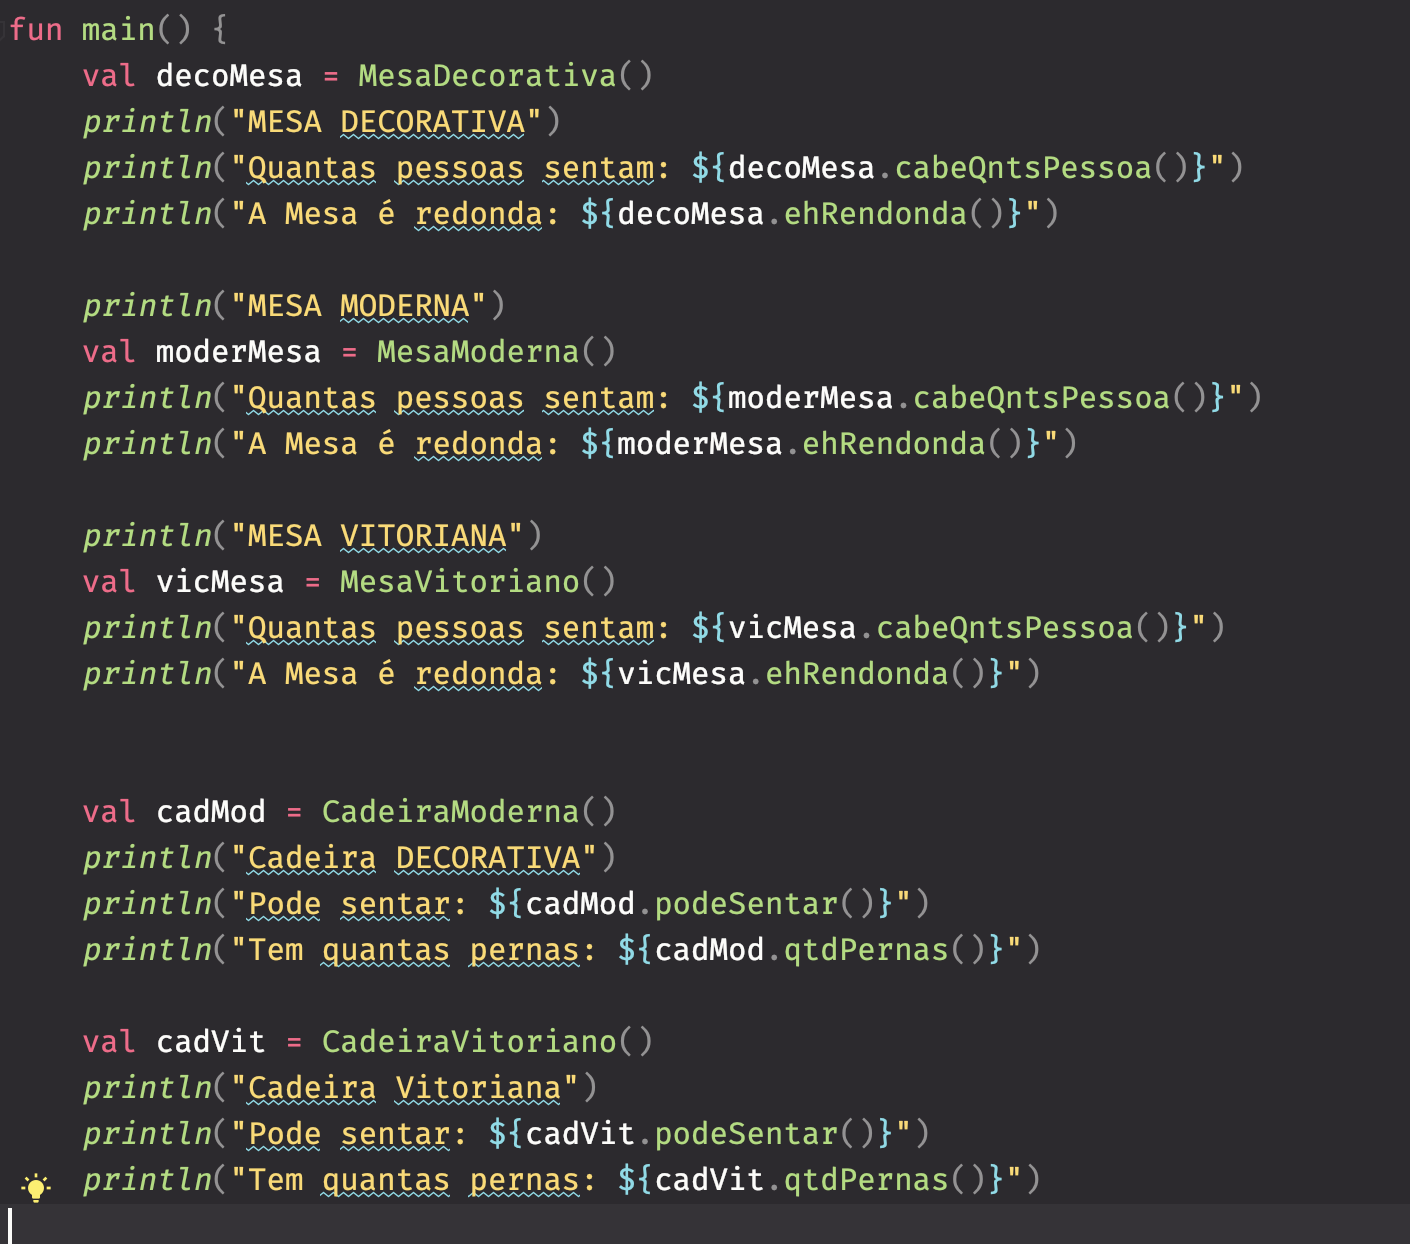 fun main() {
    val decoMesa = MesaDecorativa()
    println("MESA DECORATIVA")
    println("Quantas pessoas sentam: ${decoMesa.cabeQntsPessoa()}")
    println("A Mesa é redonda: ${decoMesa.ehRendonda()}")

    println("MESA MODERNA")
    val moderMesa = MesaModerna()
    println("Quantas pessoas sentam: ${moderMesa.cabeQntsPessoa()}")
    println("A Mesa é redonda: ${moderMesa.ehRendonda()}")

    println("MESA VITORIANA")
    val vicMesa = MesaVitoriano()
    println("Quantas pessoas sentam: ${vicMesa.cabeQntsPessoa()}")
    println("A Mesa é redonda: ${vicMesa.ehRendonda()}")


    val cadMod = CadeiraModerna()
    println("Cadeira DECORATIVA")
    println("Pode sentar: ${cadMod.podeSentar()}")
    println("Tem quantas pernas: ${cadMod.qtdPernas()}")

    val cadVit = CadeiraVitoriano()
    println("Cadeira Vitoriana")
    println("Pode sentar: ${cadVit.podeSentar()}")
    println("Tem quantas pernas: ${cadVit.qtdPernas()}")